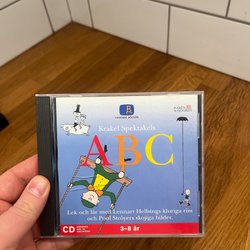 Krakel Spektakels
ABC
Lek och lär med Lennart Hellsings kluriga rim
och Poul Ströyers skojiga bilder.
CD
3-8 år